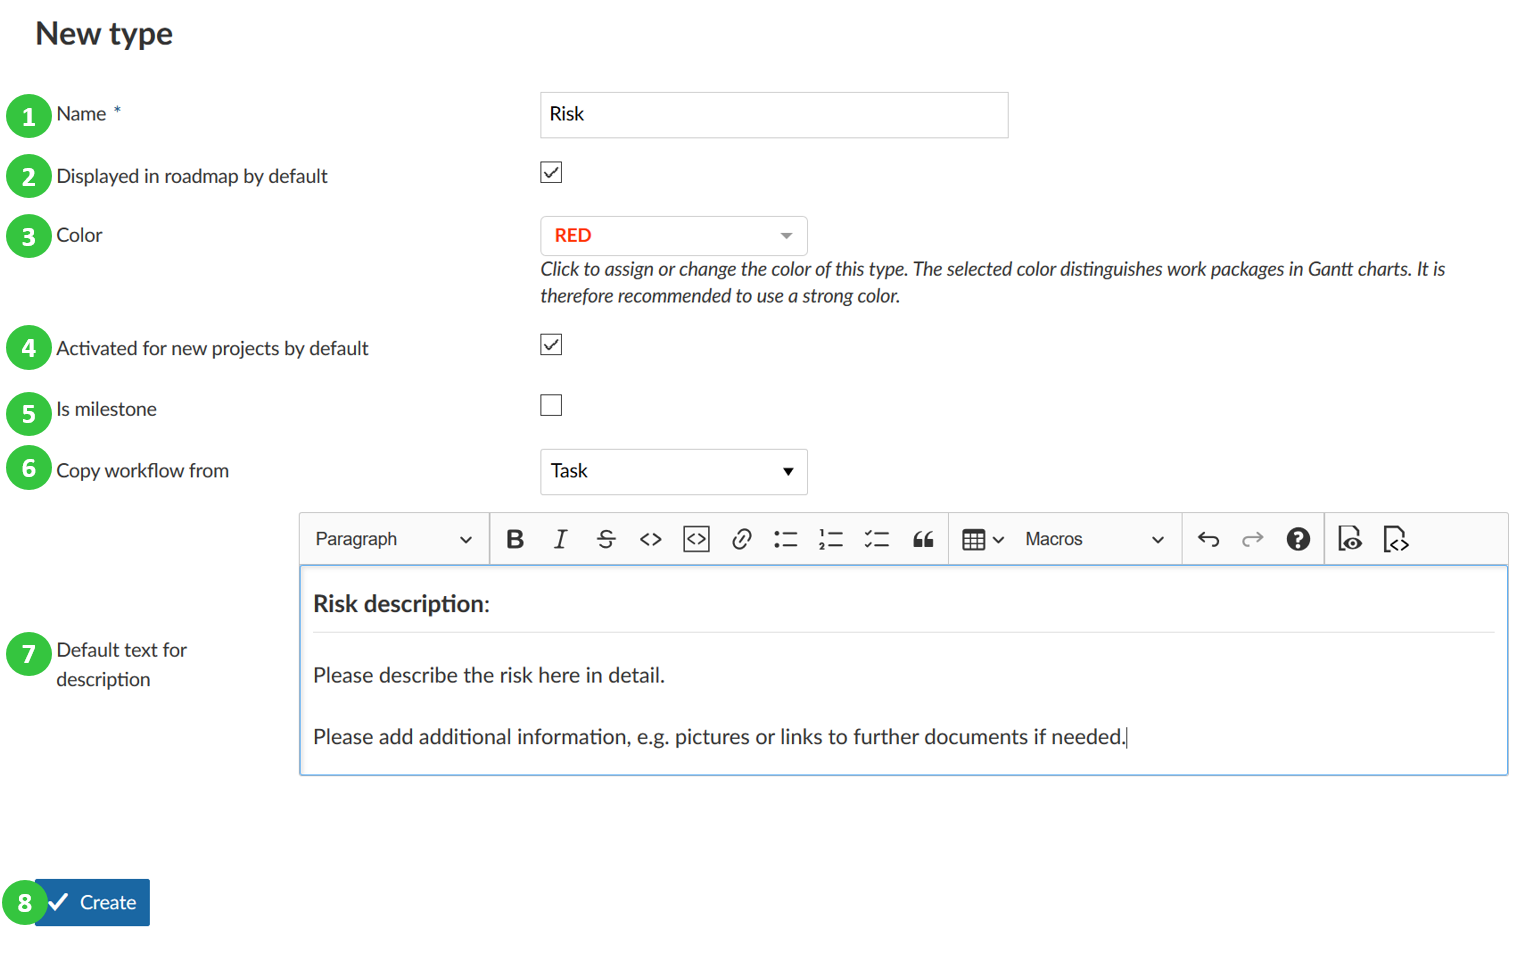 New type
1 Name *
Risk
2 Displayed in roadmap by default
3 Color
RED
Click to assign or change the color of this type. The selected color distinguishes work packages in Gantt charts. It is
therefore recommended to use a strong color.
4 Activated for new projects by default
5 Is milestone
6 Copy workflow from
Task
Paragraph
Macros
7 Default text for
description
Risk description:
Please describe the risk here in detail.
Please add additional information, e.g. pictures or links to further documents if needed.
8 Create